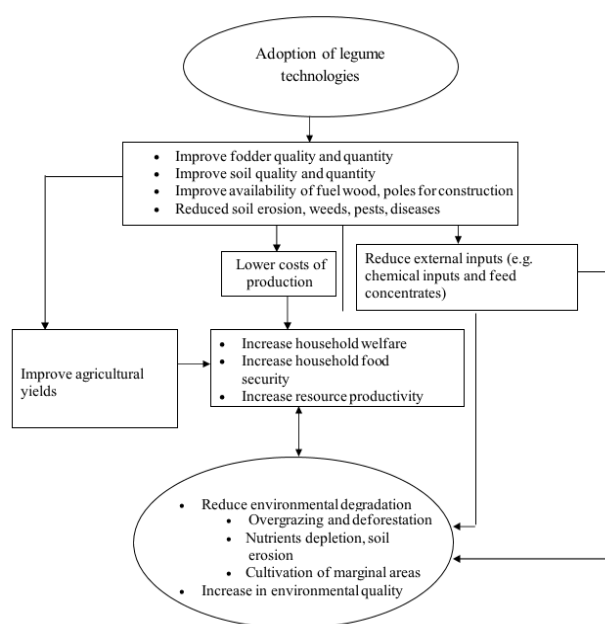 Adoption of legume
technologies
• Improve fodder quality and quantity
• Improve soil quality and quantity
• Improve availability of fuel wood, poles for construction
• Reduced soil erosion, weeds, pests, diseases
Lower costs of
production
Reduce external inputs (e.g.
chemical inputs and feed
concentrates)
Improve agricultural
yields
• Increase household welfare
• Increase household food
security
• Increase resource productivity
• Reduce environmental degradation
• Overgrazing and deforestation
• Nutrients depletion, soil
erosion
• Cultivation of marginal areas
• Increase in environmental quality